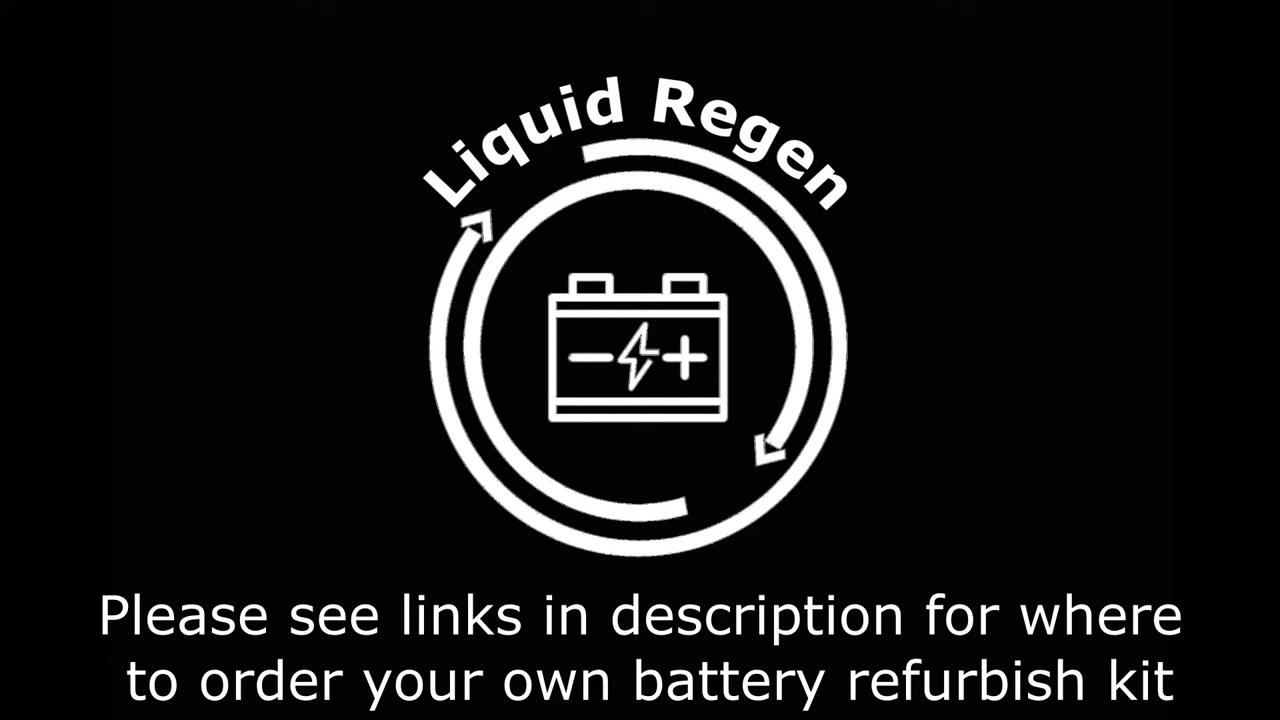 Liquid Regen
Please see links in description for where
to order your own battery refurbish kit